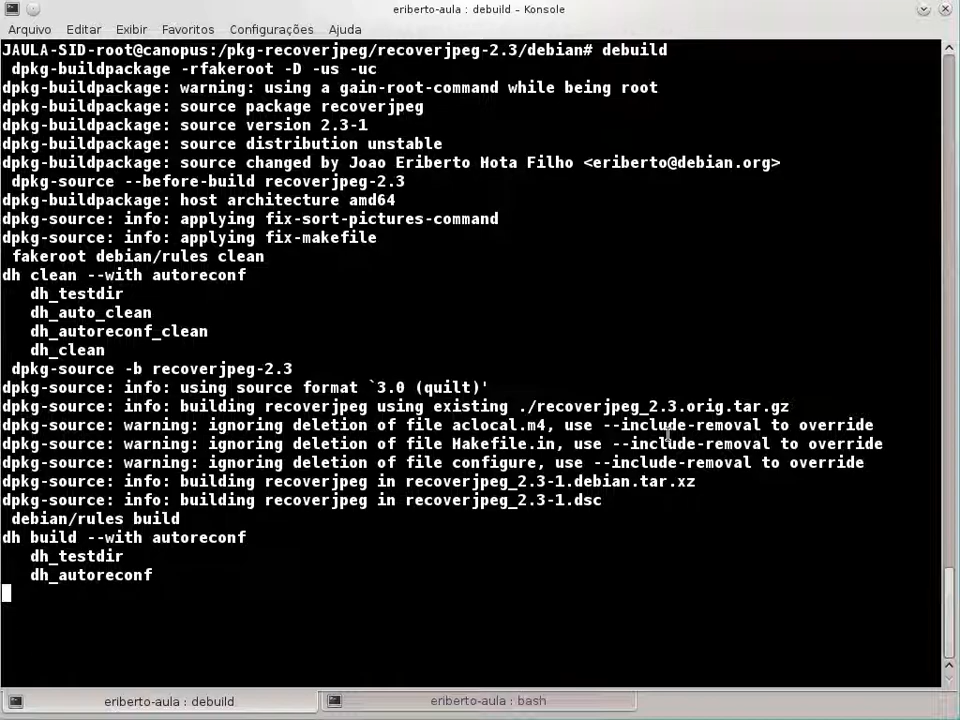 eriberto-aula : debuild – Konsole
Arquivo Editar Exibir Favoritos Configurações Ajuda
JAULA-SID-root@canopus:/pkg-recoverjpeg/recoverjpeg-2.3/debian# debuild
dpkg-buildpackage -rfakeroot -D -us -uc
dpkg-buildpackage: warning: using a gain-root-command while being root
dpkg-buildpackage: source package recoverjpeg
dpkg-buildpackage: source version 2.3-1
dpkg-buildpackage: source distribution unstable
dpkg-buildpackage: source changed by Joao Eriberto Mota Filho <eriberto@debian.org>
dpkg-source --before-build recoverjpeg-2.3
dpkg-buildpackage: host architecture amd64
dpkg-source: info: applying fix-sort-pictures-command
dpkg-source: info: applying fix-makefile
fakeroot debian/rules clean
dh clean --with autoreconf
dh_testdir
dh_auto_clean
dh_autoreconf_clean
dh_clean
dpkg-source -b recoverjpeg-2.3
dpkg-source: info: using source format `3.0 (quilt)'
dpkg-source: info: building recoverjpeg using existing ./recoverjpeg_2.3.orig.tar.gz
dpkg-source: warning: ignoring deletion of file aclocal.m4, use --include-removal to override
dpkg-source: warning: ignoring deletion of file Makefile.in, use --include-removal to override
dpkg-source: warning: ignoring deletion of file configure, use --include-removal to override
dpkg-source: info: building recoverjpeg in recoverjpeg_2.3-1.debian.tar.xz
dpkg-source: info: building recoverjpeg in recoverjpeg_2.3-1.dsc
debian/rules build
dh build --with autoreconf
dh_testdir
dh_autoreconf
eriberto-aula : debuild
eriberto-aula : bash